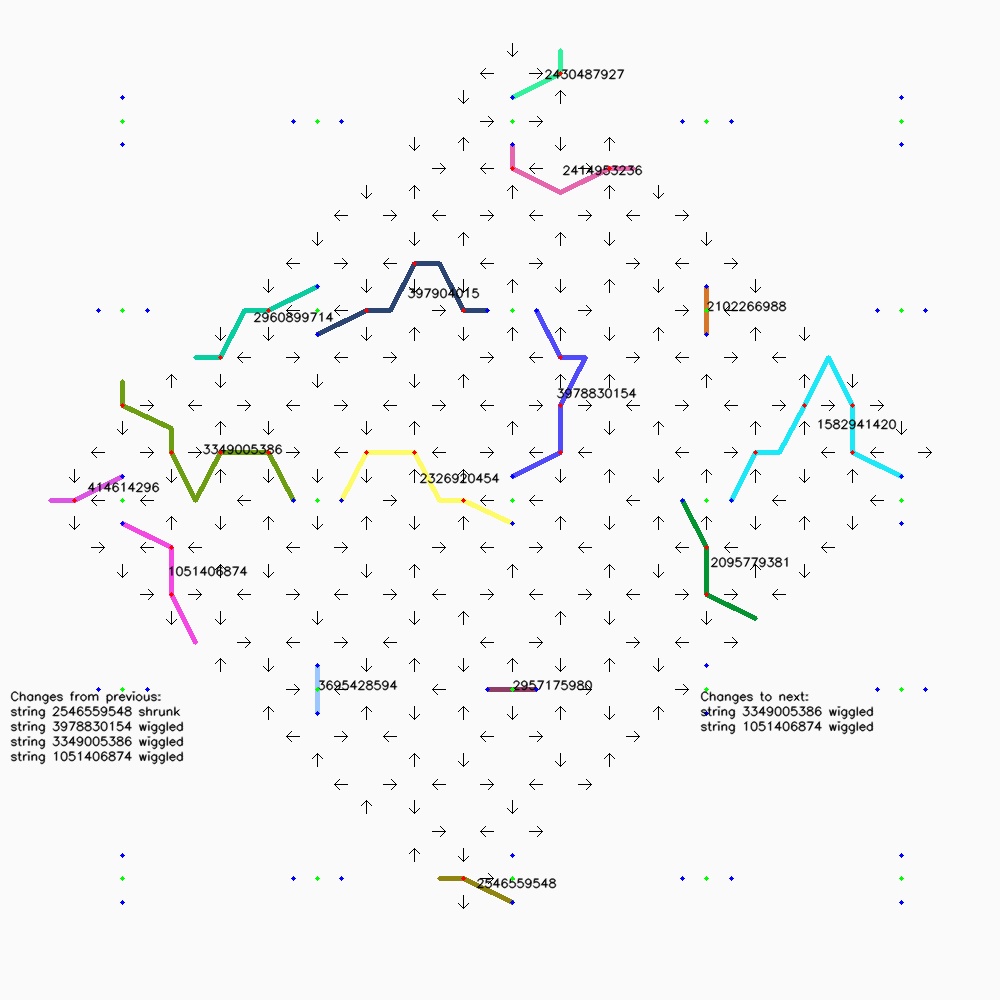 2430487927
2414953236
397904015
2102266988
2960899714
3978830154
1582941420
3349005386
2326920454
414614296
2095779381
1051406874
3695428594
2957175980
Changes from previous:
string 2546559548 shrunk
string 3978830154 wiggled
string 3349005386 wiggled
string 1051406874 wiggled
Changes to next:
string 3349005386 wiggled
string 1051406874 wiggled
2546559548